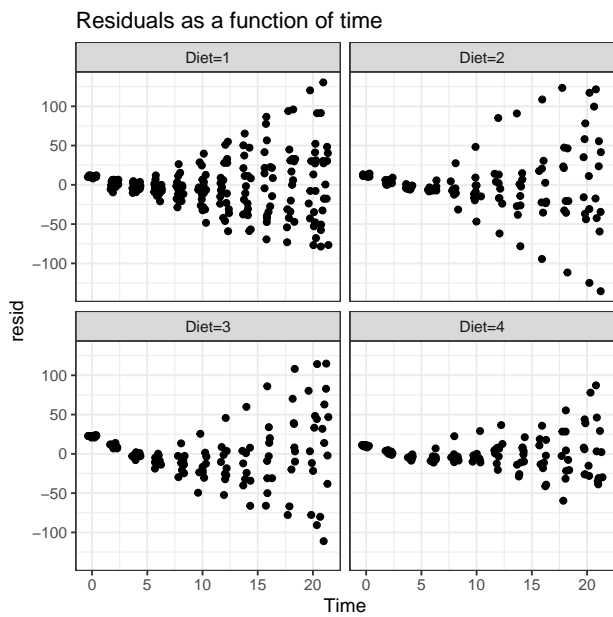 Residuals as a function of time
Diet=1 Diet=2
100
50
0
−50
−100
Diet=3 Diet=4
100
50
0
−50
−100
resid
0 5 10 15 20 0 5 10 15 20
Time